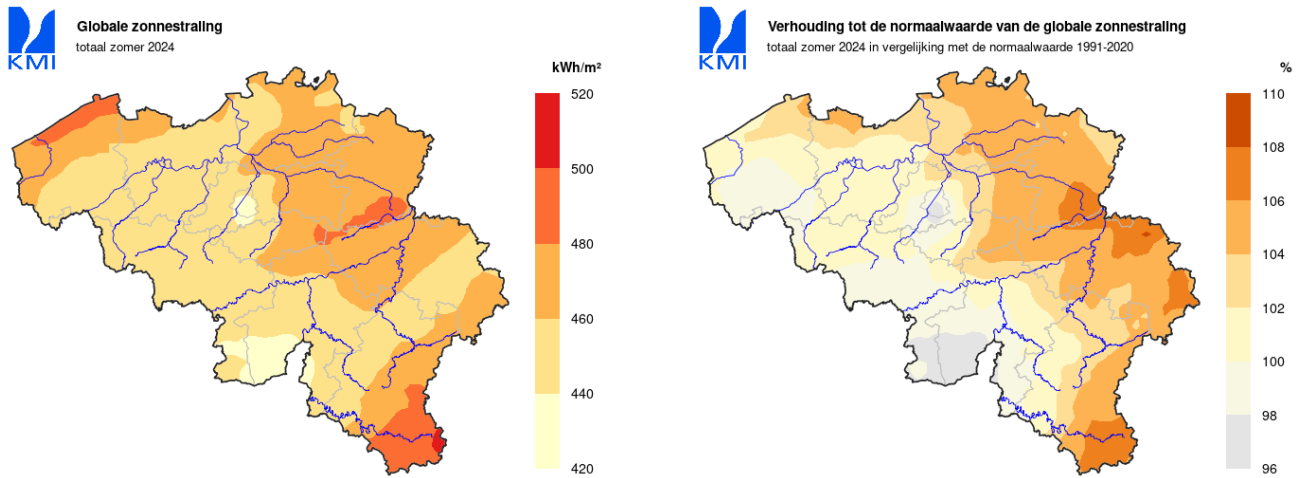 KMI
Globale zonnestraling
totaal zomer 2024
kWh/m²
520
500
480
460
440
420
KMI
Verhouding tot de normaalwaarde van de globale zonnestraling
totaal zomer 2024 in vergelijking met de normaalwaarde 1991-2020
%
110
108
106
104
102
100
98
96